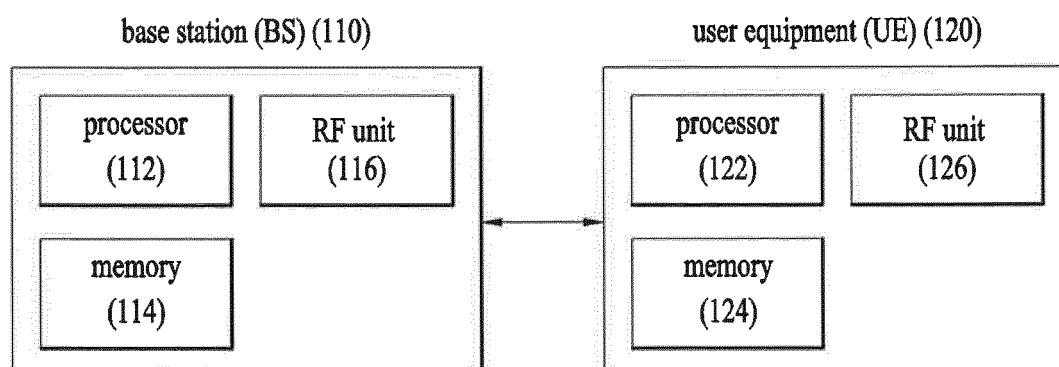 base station (BS) (110)
processor
(112)
RF unit
(116)
memory
(114)
user equipment (UE) (120)
processor
(122)
RF unit
(126)
memory
(124)